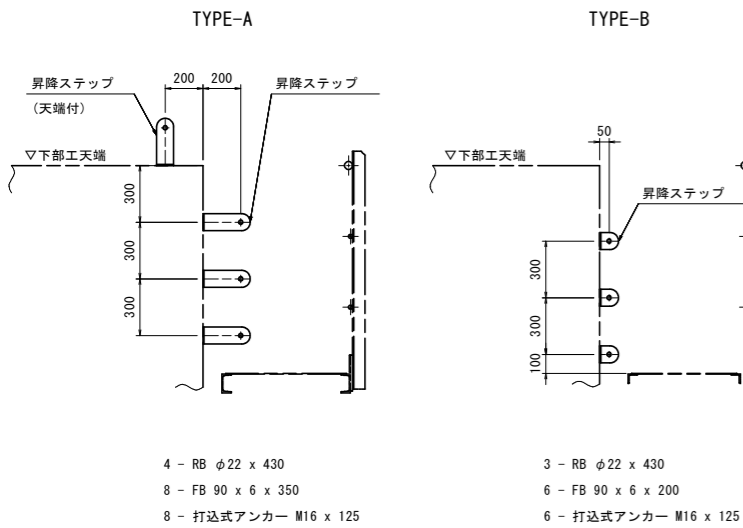 TYPE-A
昇降ステップ
(天端付)
200
200
昇降ステップ
▽下部工天端
300
300
300
4 - RB φ22 x 430
8 - FB 90 x 6 x 350
8 - 打込式アンカー M16 x 125
TYPE-B
50
▽下部工天端
昇降ステップ
300
300
100
3 - RB φ22 x 430
6 - FB 90 x 6 x 200
6 - 打込式アンカー M16 x 125